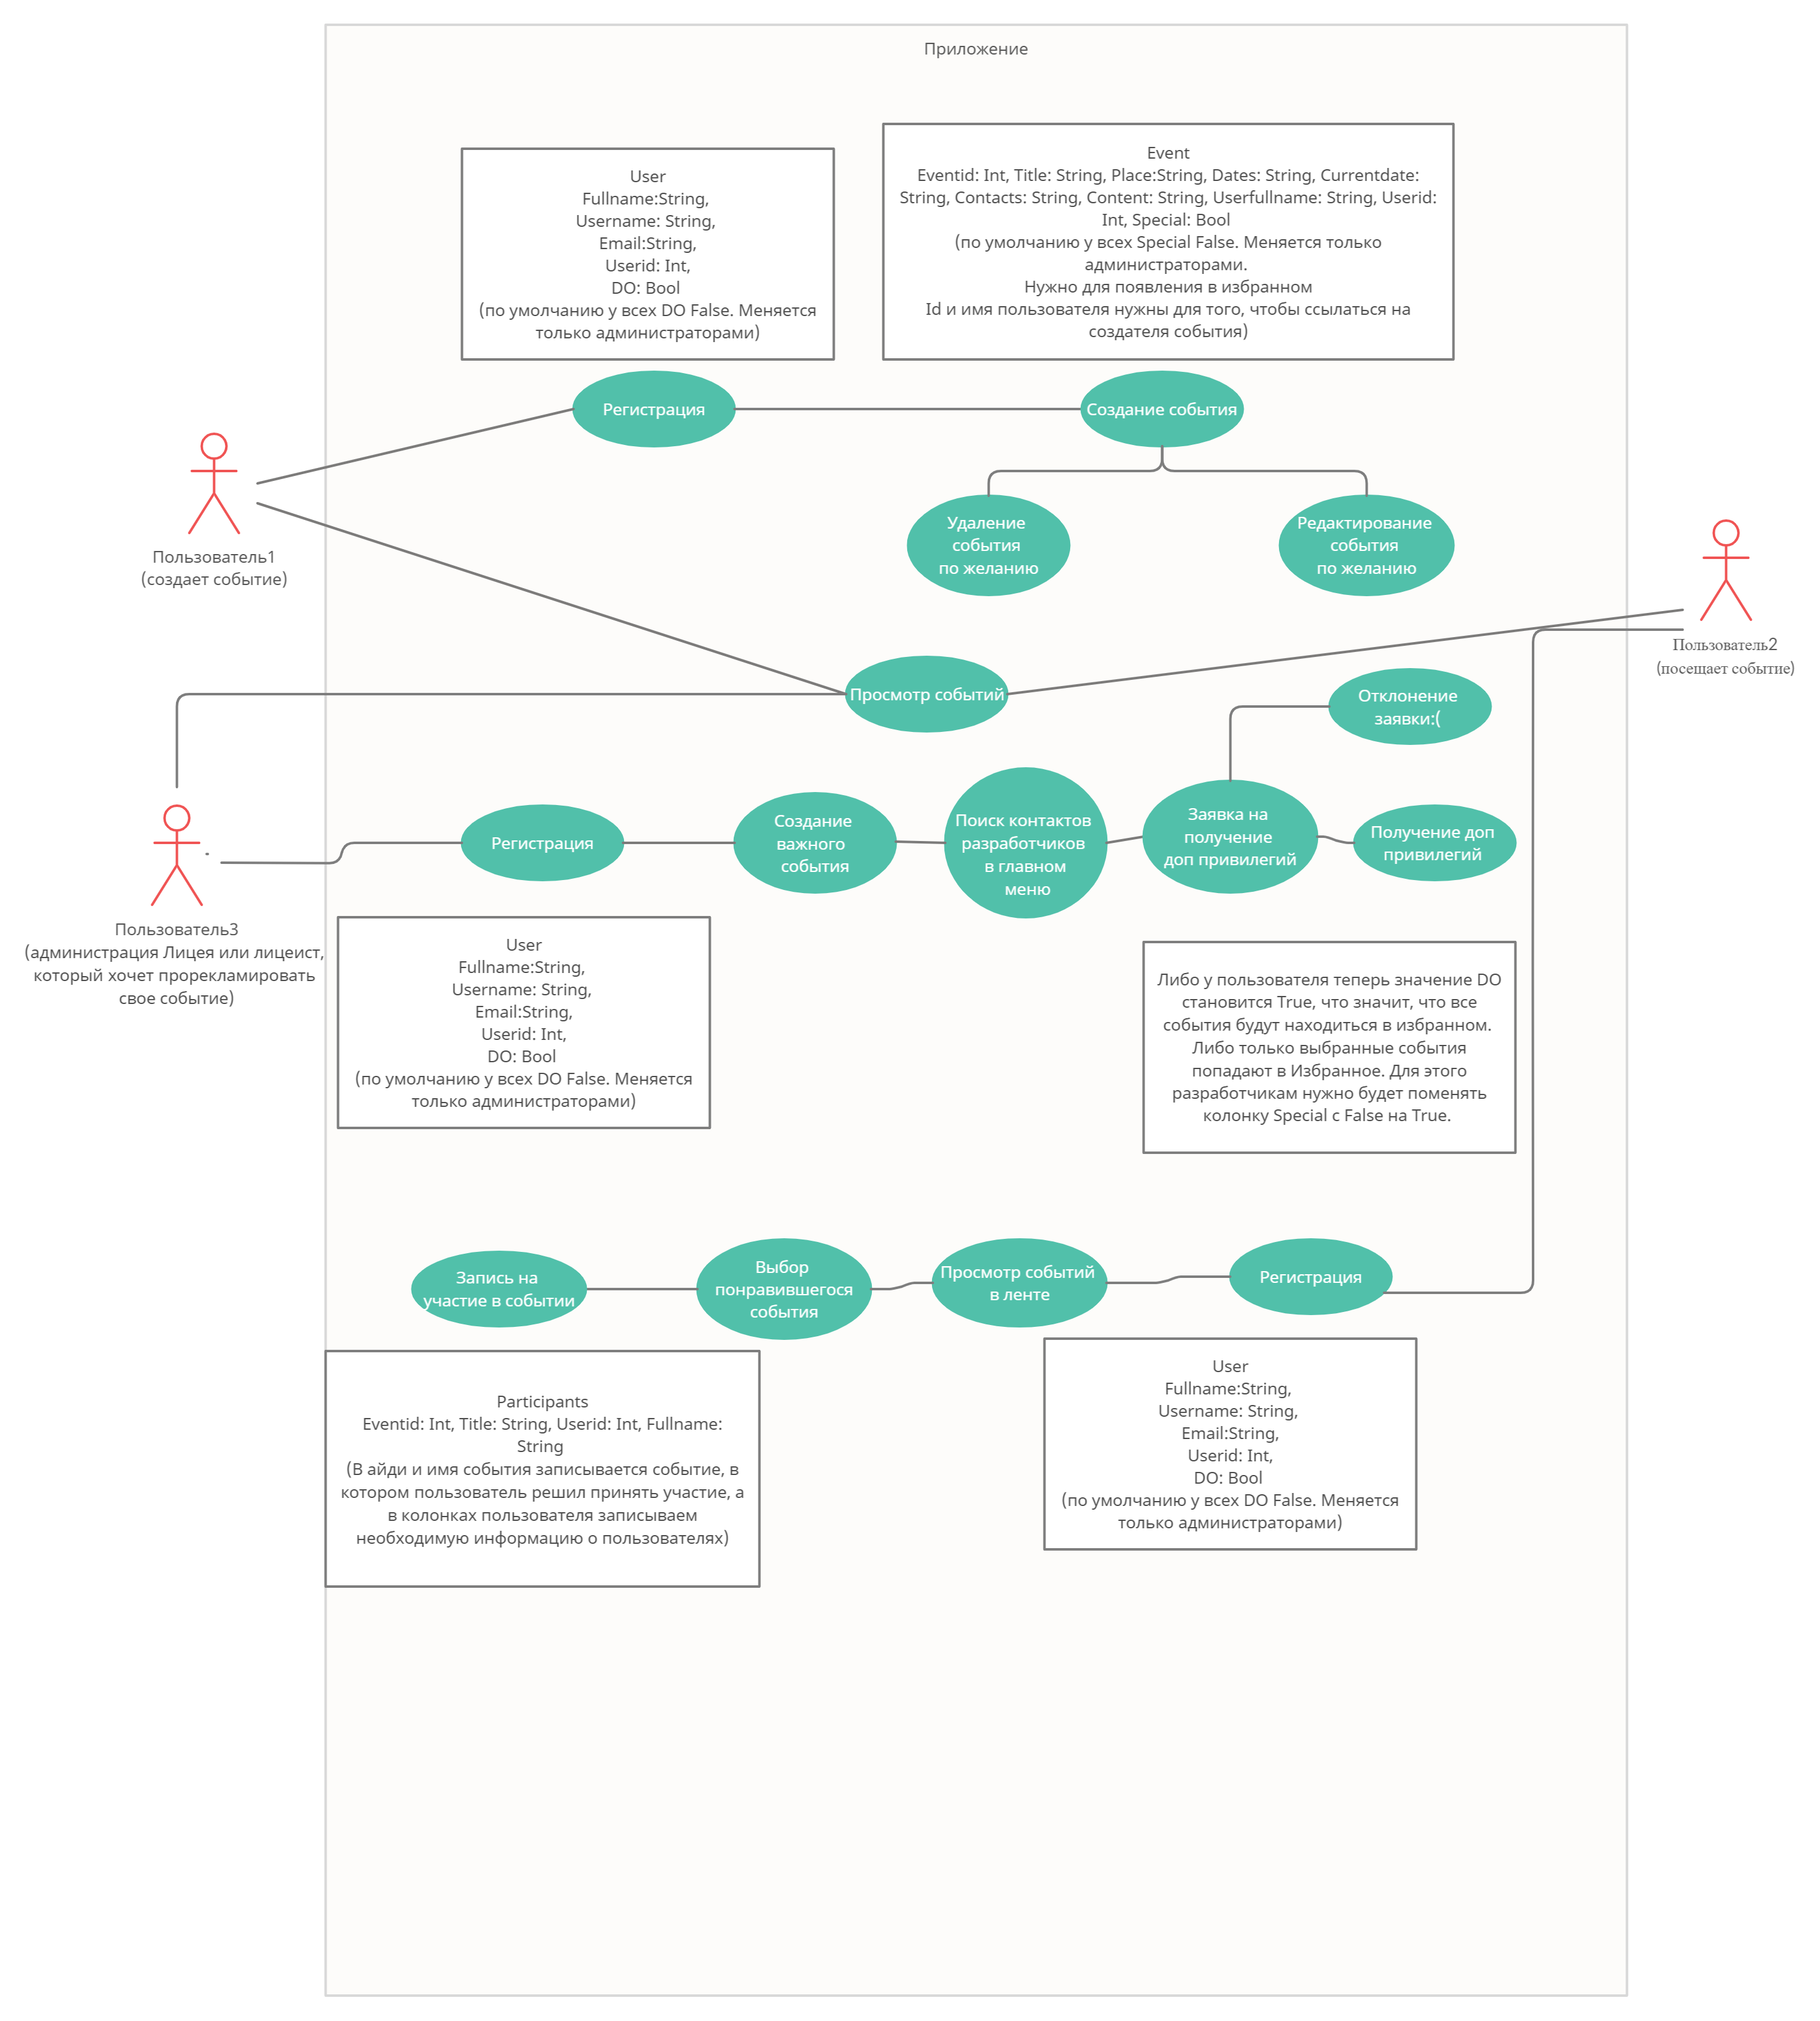 Приложение
User
Fullname:String,
Username: String,
Email:String,
Userid: Int,
DO: Bool
(по умолчанию у всех DO False. Меняется
только администраторами)
Event
Eventid: Int, Title: String, Place:String, Dates: String, Currentdate:
String, Contacts: String, Content: String, Userfullname: String, Userid:
Int, Special: Bool
(по умолчанию у всех Special False. Меняется только
администраторами.
Нужно для появления в избранном
Id и имя пользователя нужны для того, чтобы ссылаться на
создателя события)
Регистрация
Создание события
Пользователь1
(создает событие)
Удаление
события
по желанию
Редактирование
события
по желанию
Пользователь2
(посещает событие)
Просмотр событий
Отклонение
заявки:(
Регистрация
Создание
важного
события
Поиск контактов
разработчиков
в главном
меню
Заявка на
получение
доп привилегий
Получение доп
привилегий
Пользователь3
(администрация Лицея или лицеист,
который хочет прорекламировать
свое событие)
User
Fullname:String,
Username: String,
Email:String,
Userid: Int,
DO: Bool
(по умолчанию у всех DO False. Меняется
только администраторами)
Либо у пользователя теперь значение DO
становится True, что значит, что все
события будут находиться в избранном.
Либо только выбранные события
попадают в Избранное. Для этого
разработчикам нужно будет поменять
колонку Special с False на True.
Запись на
участие в событии
Выбор
понравившегося
события
Просмотр событий
в ленте
Регистрация
Participants
Eventid: Int, Title: String, Userid: Int, Fullname:
String
(В айди и имя события записывается событие, в
котором пользователь решил принять участие, а
в колонках пользователя записываем
необходимую информацию о пользователях)
User
Fullname:String,
Username: String,
Email:String,
Userid: Int,
DO: Bool
(по умолчанию у всех DO False. Меняется
только администраторами)